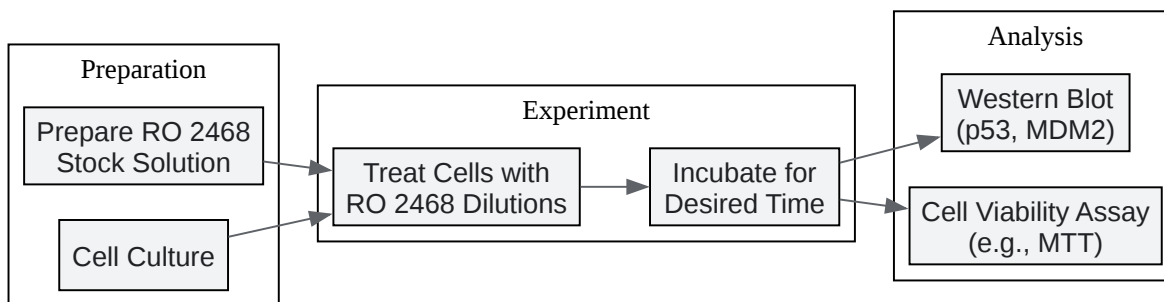 Preparation
Prepare RO 2468
Stock Solution
Cell Culture
Experiment
Treat Cells with
RO 2468 Dilutions
Incubate for
Desired Time
Analysis
Western Blot
(p53, MDM2)
Cell Viability Assay
(e.g., MTT)